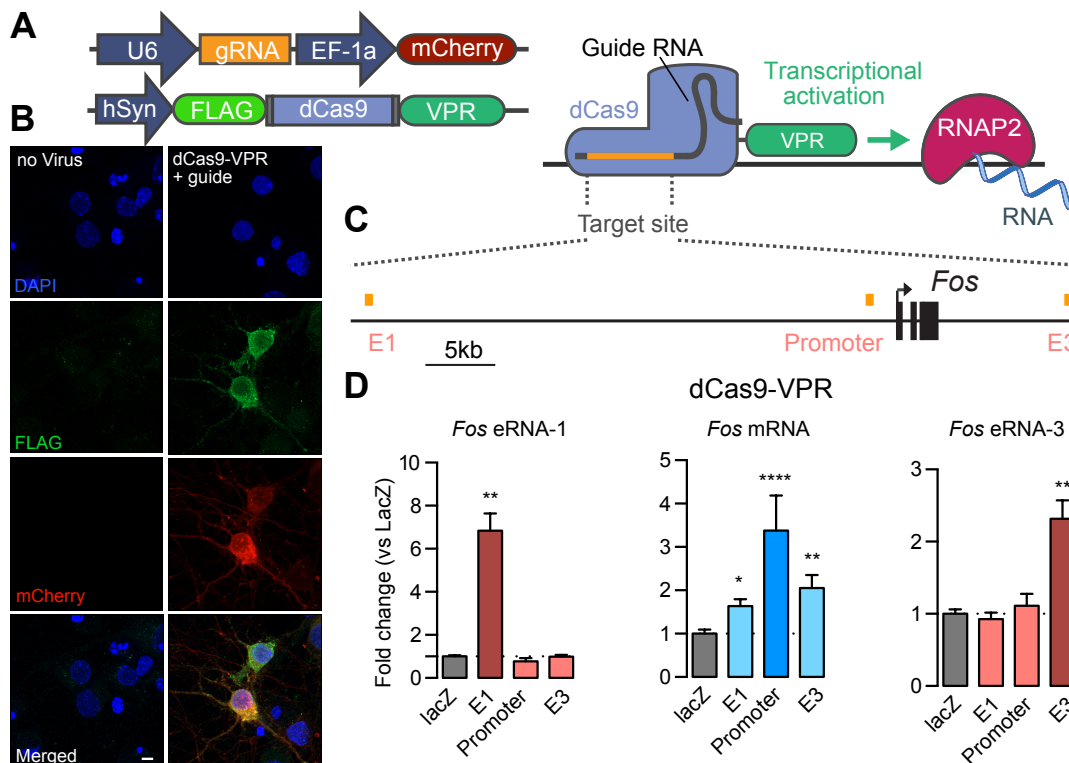 A
U6 gRNA EF-1a mCherry
hSyn FLAG dCas9 VPR
Guide RNA
dCas9
Transcriptional
activation
VPR
RNAP2
RNA
Target site
B
no Virus
dCas9-VPR
+ guide
DAPI
FLAG
mCherry
Merged
C
Fos
E1
Promoter
E3
5kb
D
dCas9-VPR
Fos eRNA-1
Fold change (vs LacZ)
10
8
6
4
2
1
0
**
lacZ
E1
Promoter
E3
Fos mRNA
5
4
3
2
1
0
*
****
**
lacZ
E1
Promoter
E3
Fos eRNA-3
3
2
1
0
**
lacZ
E1
Promoter
E3